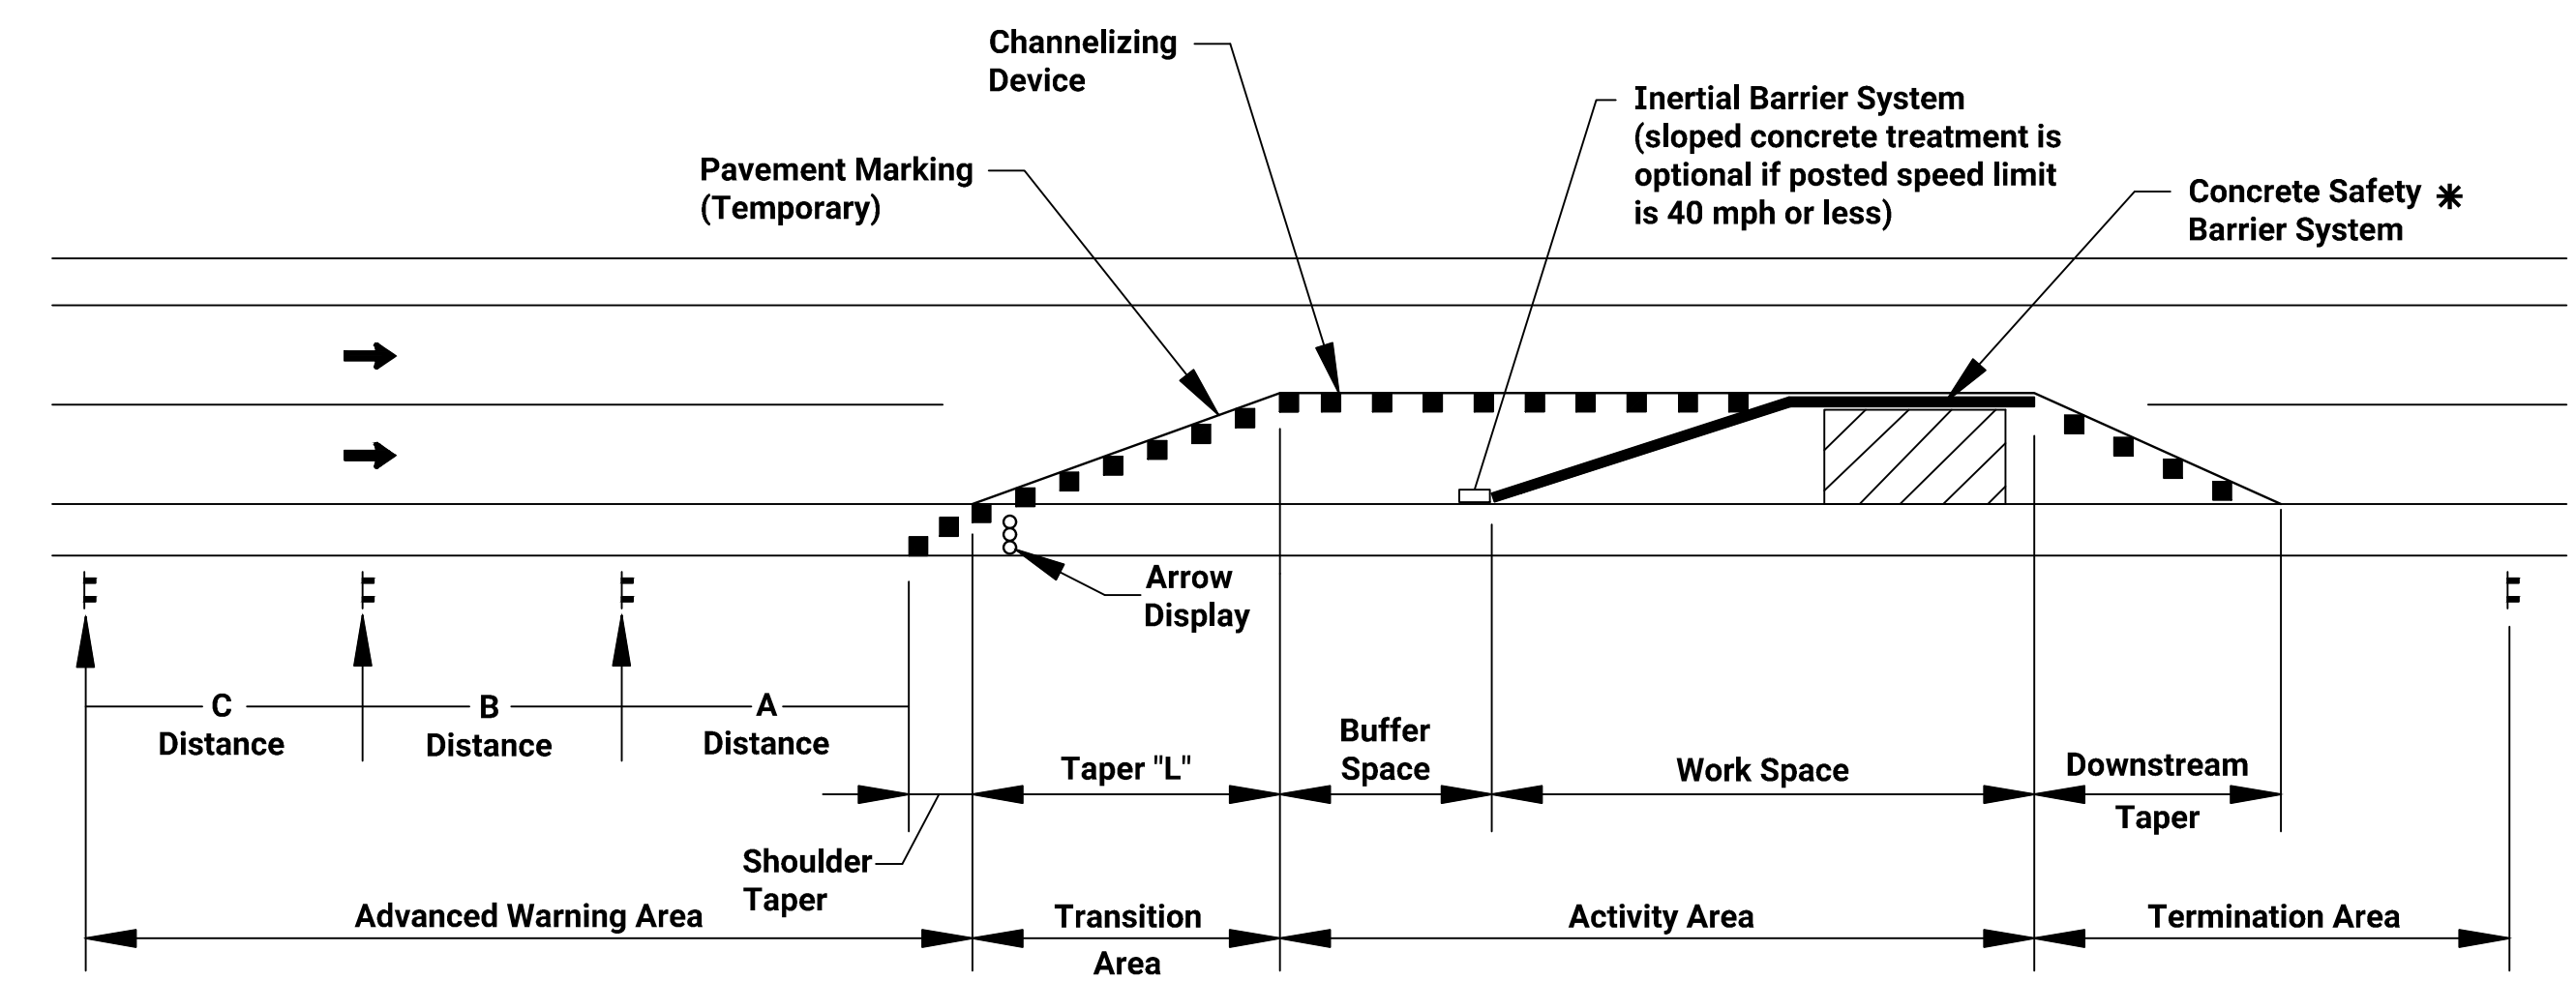 Channelizing
Device
Inertial Barrier System
(sloped concrete treatment is
optional if posted speed limit
is 40 mph or less)
Pavement Marking
(Temporary)
Concrete Safety *
Barrier System
Arrow
Display
C
Distance
B
Distance
A
Distance
Shoulder
Taper
Taper "L"
Buffer
Space
Work Space
Downstream
Taper
Advanced Warning Area
Transition
Area
Activity Area
Termination Area